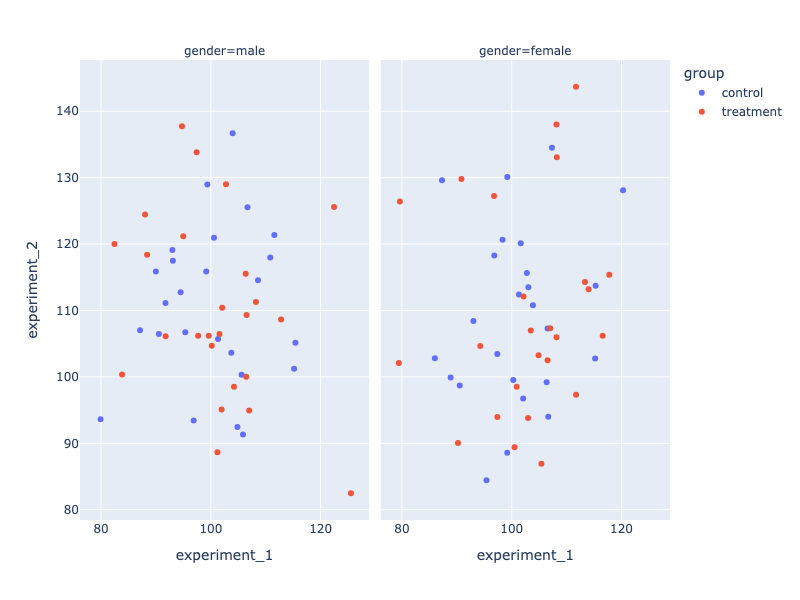 gender=male
gender=female
group
control
treatment
140
130
120
110
100
90
80
experiment_2
80
100
120
80
100
120
experiment_1
experiment_1